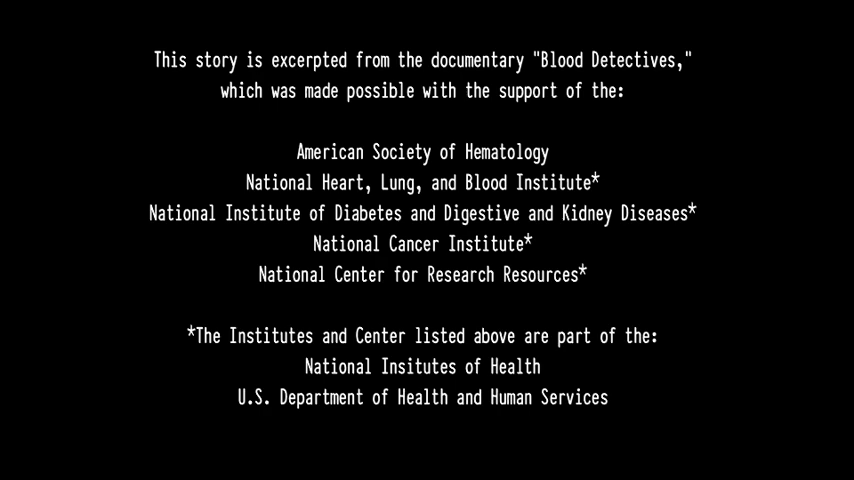 This story is excerpted from the documentary "Blood Detectives,"
which was made possible with the support of the:
American Society of Hematology
National Heart, Lung, and Blood Institute*
National Institute of Diabetes and Digestive and Kidney Diseases*
National Cancer Institute*
National Center for Research Resources*
*The Institutes and Center listed above are part of the:
National Insitutes of Health
U.S. Department of Health and Human Services